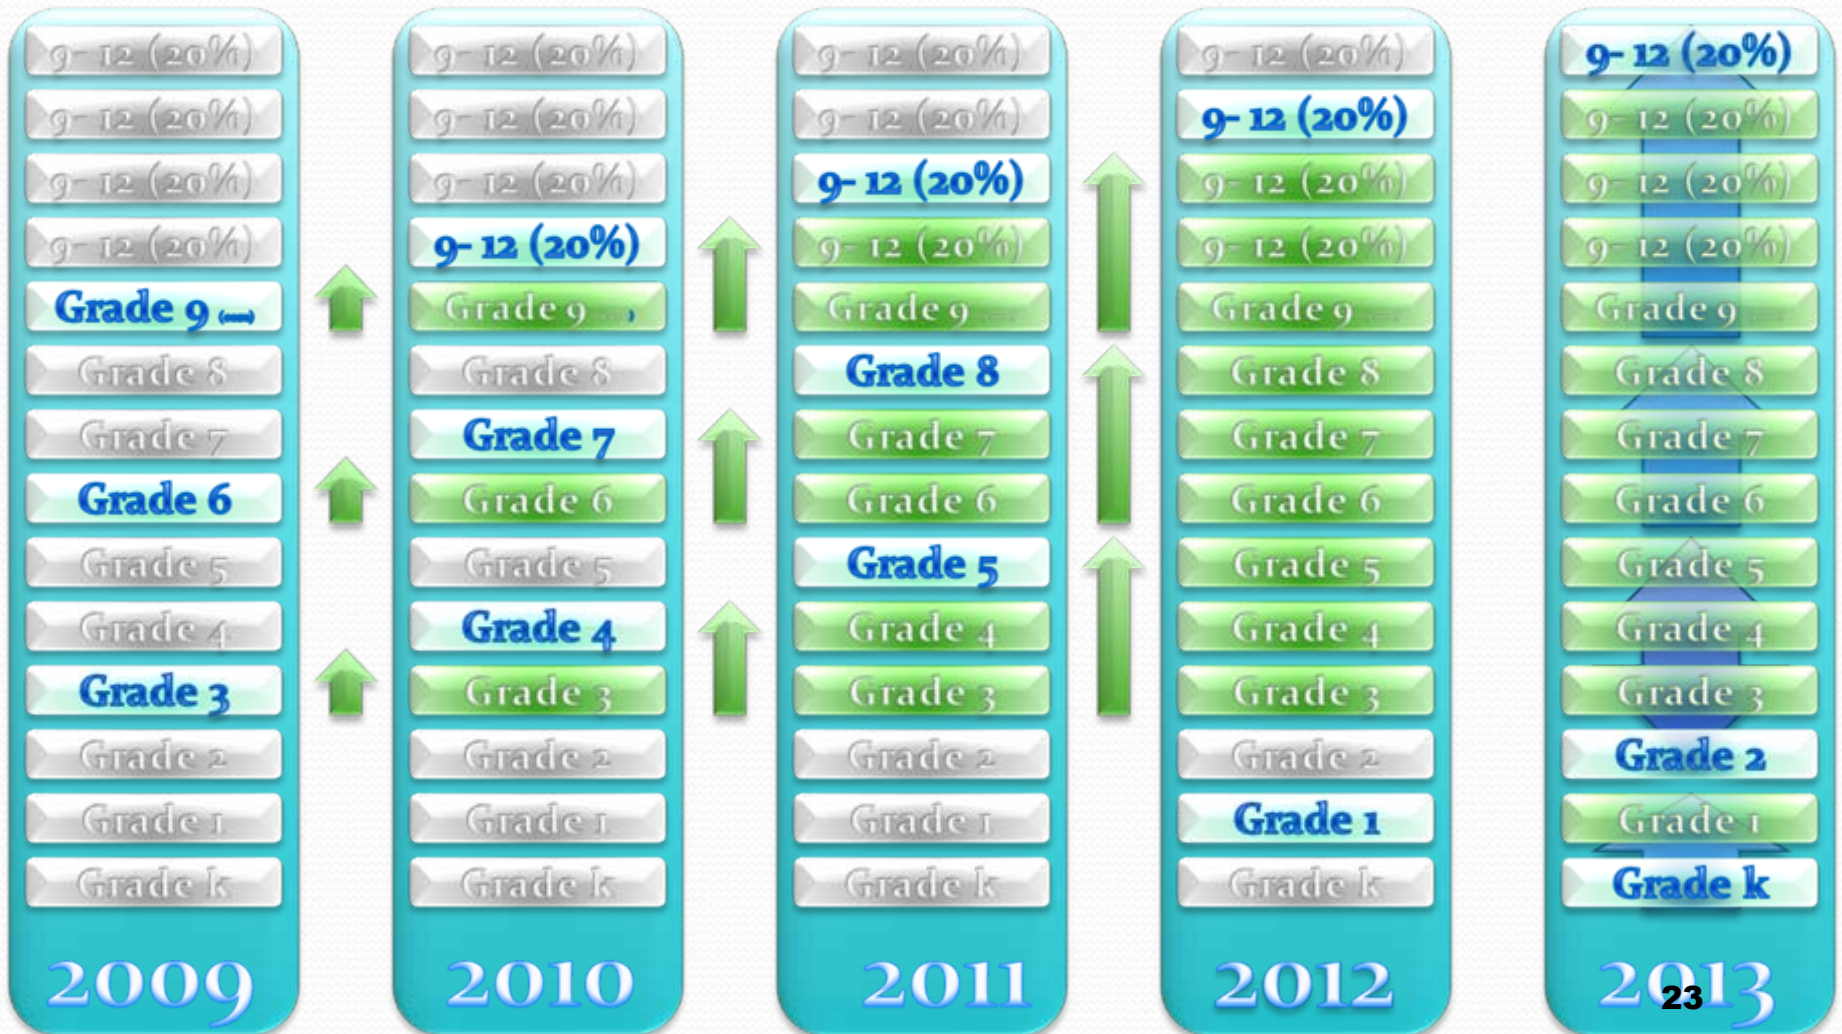 9- 12 (20%)
9- 12 (20%)
9- 12 (20%)
9- 12 (20%)
Grade 9
Grade 8
Grade 7
Grade 6
Grade 5
Grade 4
Grade 3
Grade 2
Grade 1
Grade k
2009
9- 12 (20%)
9- 12 (20%)
9- 12 (20%)
9- 12 (20%)
Grade 9
Grade 8
Grade 7
Grade 6
Grade 5
Grade 4
Grade 3
Grade 2
Grade 1
Grade k
2010
9- 12 (20%)
9- 12 (20%)
9- 12 (20%)
9- 12 (20%)
Grade 9
Grade 8
Grade 7
Grade 6
Grade 5
Grade 4
Grade 3
Grade 2
Grade 1
Grade k
2011
9- 12 (20%)
9- 12 (20%)
9- 12 (20%)
9- 12 (20%)
Grade 9
Grade 8
Grade 7
Grade 6
Grade 5
Grade 4
Grade 3
Grade 2
Grade 1
Grade k
2012
9- 12 (20%)
9- 12 (20%)
9- 12 (20%)
9- 12 (20%)
Grade 9
Grade 8
Grade 7
Grade 6
Grade 5
Grade 4
Grade 3
Grade 2
Grade 1
Grade k
2013
23